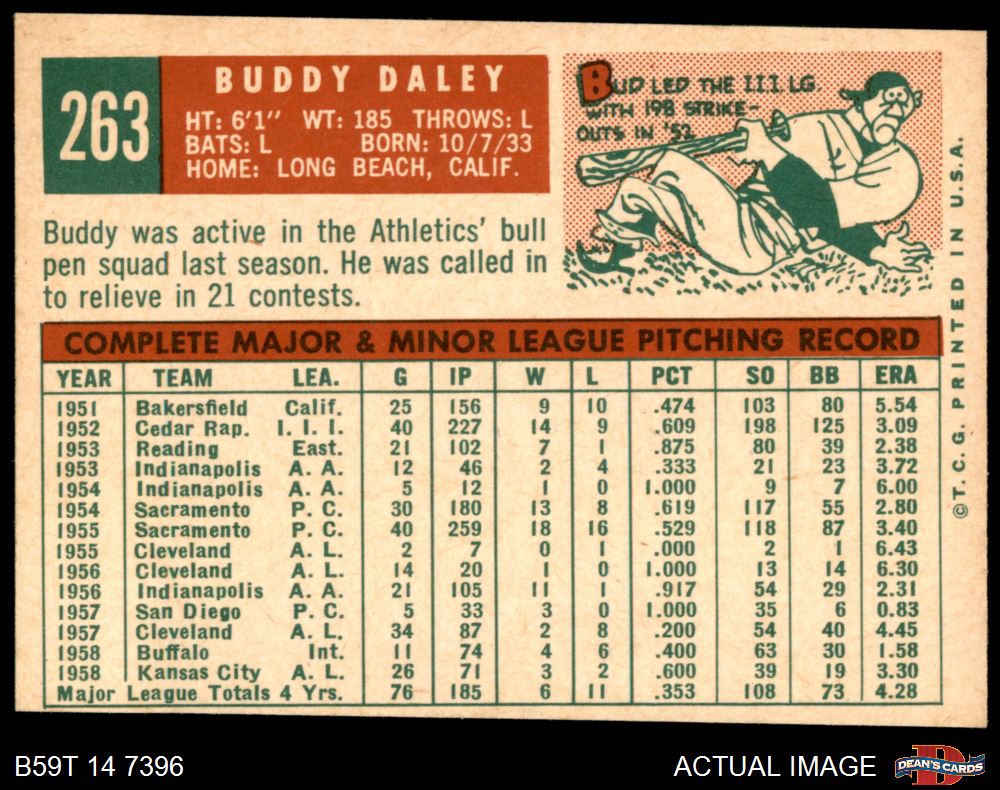 263
BUDDY DALEY
HT: 6'1" WT: 185 THROWS: L
BATS: L BORN: 10/7/33
HOME: LONG BEACH, CALIF.
BUD LED THE III LG.
WITH 198 STRIKE-
OUTS IN '52.
Buddy was active in the Athletics' bull
pen squad last season. He was called in
to relieve in 21 contests.
COMPLETE MAJOR & MINOR LEAGUE PITCHING RECORD
YEAR TEAM LEA. G IP W L PCT SO BB ERA
1951 Bakersfield Calif. 25 156 9 10 .474 103 80 5.54
1952 Cedar Rap. I. I. I. 40 227 14 9 .609 198 125 3.09
1953 Reading East. 21 102 7 1 .875 80 39 2.38
1953 Indianapolis A. A. 12 46 2 4 .333 21 23 3.72
1954 Indianapolis A. A. 5 12 1 0 1.000 9 7 6.00
1954 Sacramento P. C. 30 180 13 8 .619 117 55 2.80
1955 Sacramento P. C. 40 259 18 16 .529 118 87 3.40
1955 Cleveland A. L. 2 7 0 1 .000 2 1 6.43
1956 Cleveland A. L. 14 20 1 0 1.000 13 14 6.30
1956 Indianapolis A. A. 21 105 11 1 .917 54 29 2.31
1957 San Diego P. C. 5 33 3 0 1.000 35 6 0.83
1957 Cleveland A. L. 34 87 2 8 .200 54 40 4.45
1958 Buffalo Int. 11 74 4 6 .400 63 30 1.58
1958 Kansas City A. L. 26 71 3 2 .600 39 19 3.30
Major League Totals 4 Yrs. 76 185 6 11 .353 108 73 4.28
©T. C. G. PRINTED IN U.S.A.
B59T 14 7396
ACTUAL IMAGE
D
DEAN'S CARDS